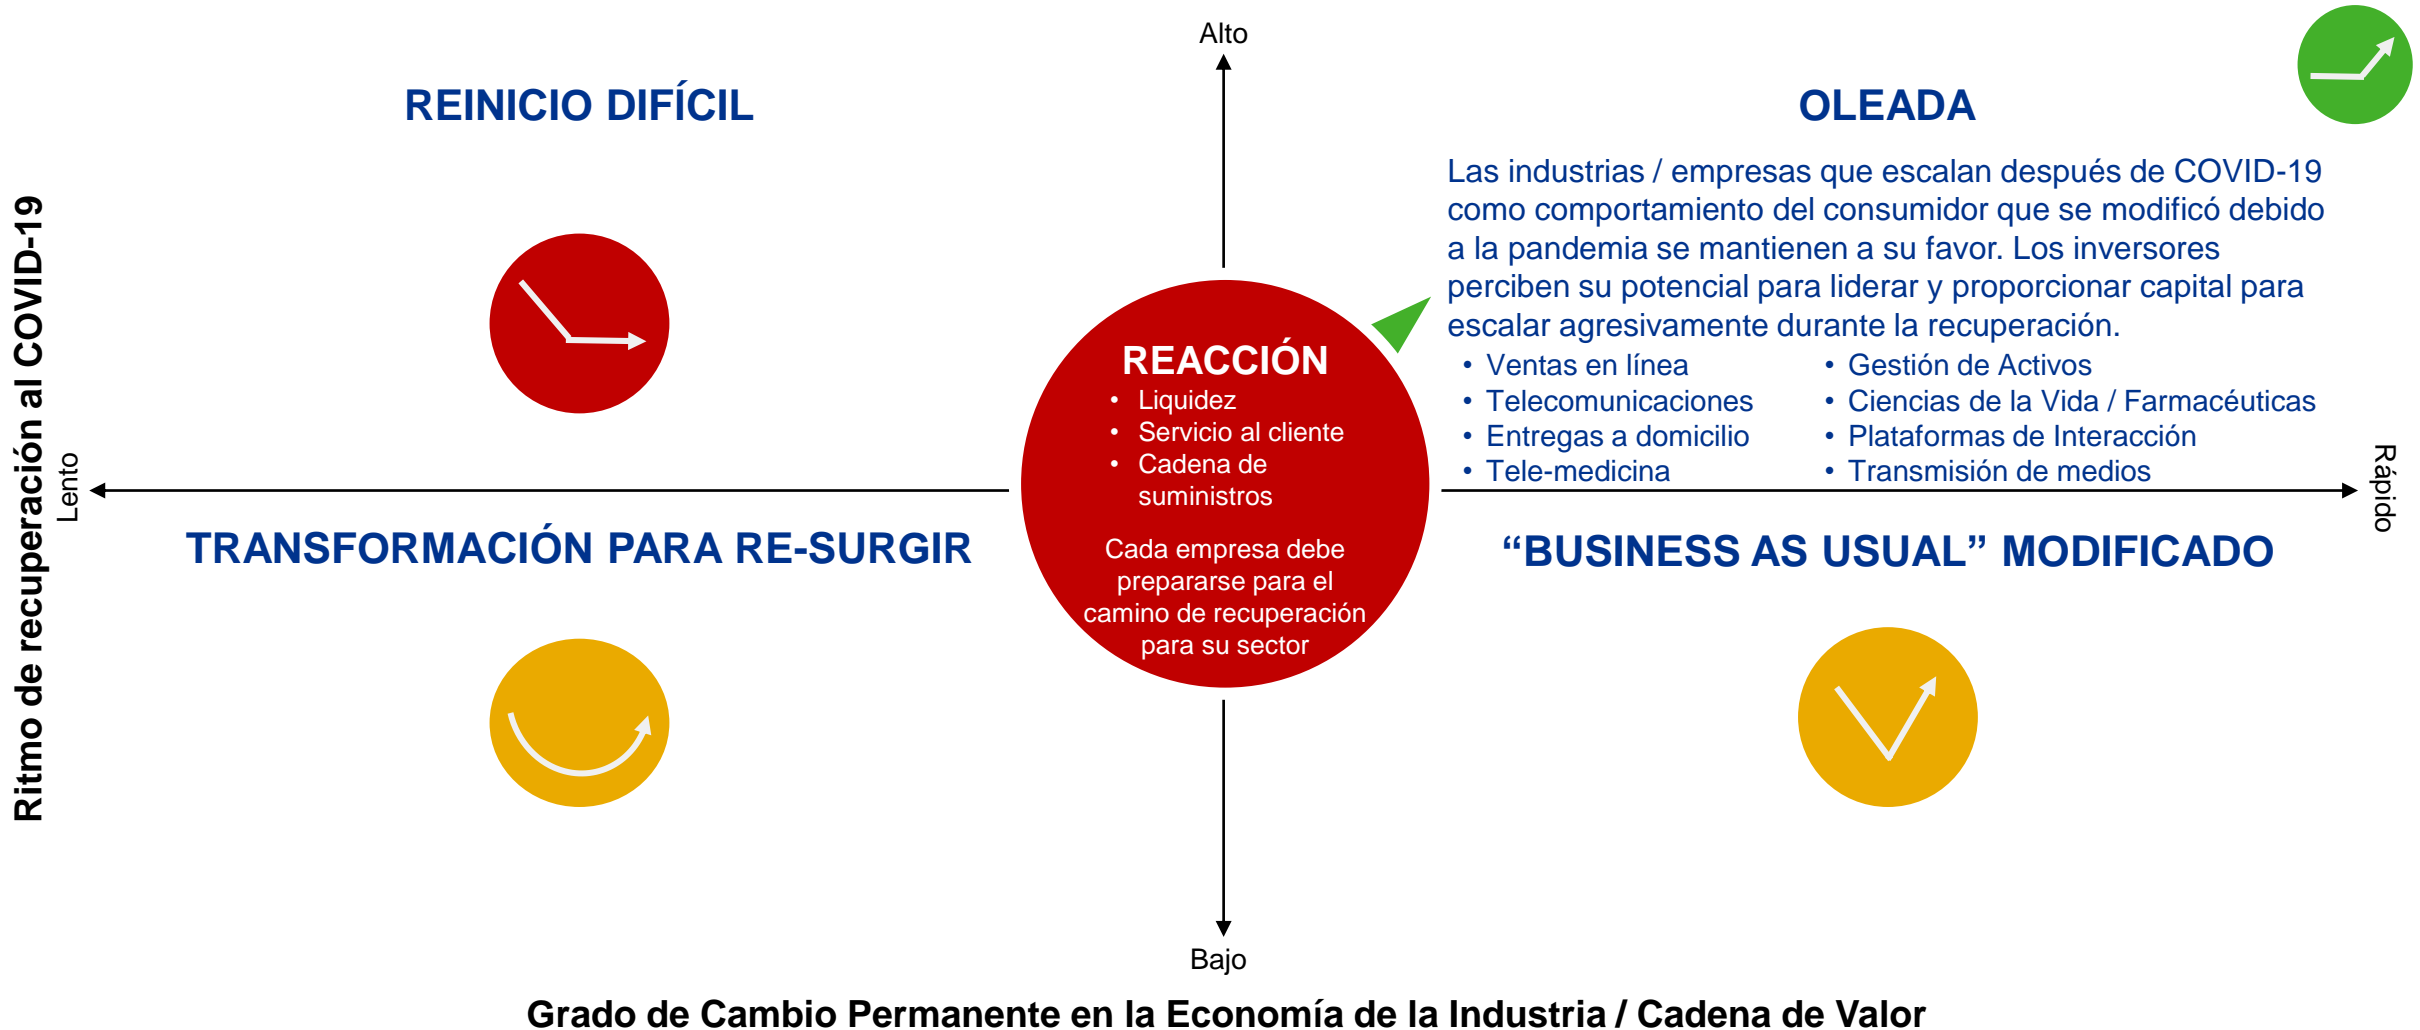 Alto
REINICIO DIFÍCIL
OLEADA
Las industrias / empresas que escalan después de COVID-19
como comportamiento del consumidor que se modificó debido
a la pandemia se mantienen a su favor. Los inversores
perciben su potencial para liderar y proporcionar capital para
escalar agresivamente durante la recuperación.
• Ventas en línea
• Telecomunicaciones
• Entregas a domicilio
• Tele-medicina
• Gestión de Activos
• Ciencias de la Vida / Farmacéuticas
• Plataformas de Interacción
• Transmisión de medios
Ritmo de recuperación al COVID-19
Lento
REACCIÓN
• Liquidez
• Servicio al cliente
• Cadena de
suministros
Cada empresa debe
prepararse para el
camino de recuperación
para su sector
Rápido
TRANSFORMACIÓN PARA RE-SURGIR
“BUSINESS AS USUAL” MODIFICADO
Bajo
Grado de Cambio Permanente en la Economía de la Industria / Cadena de Valor